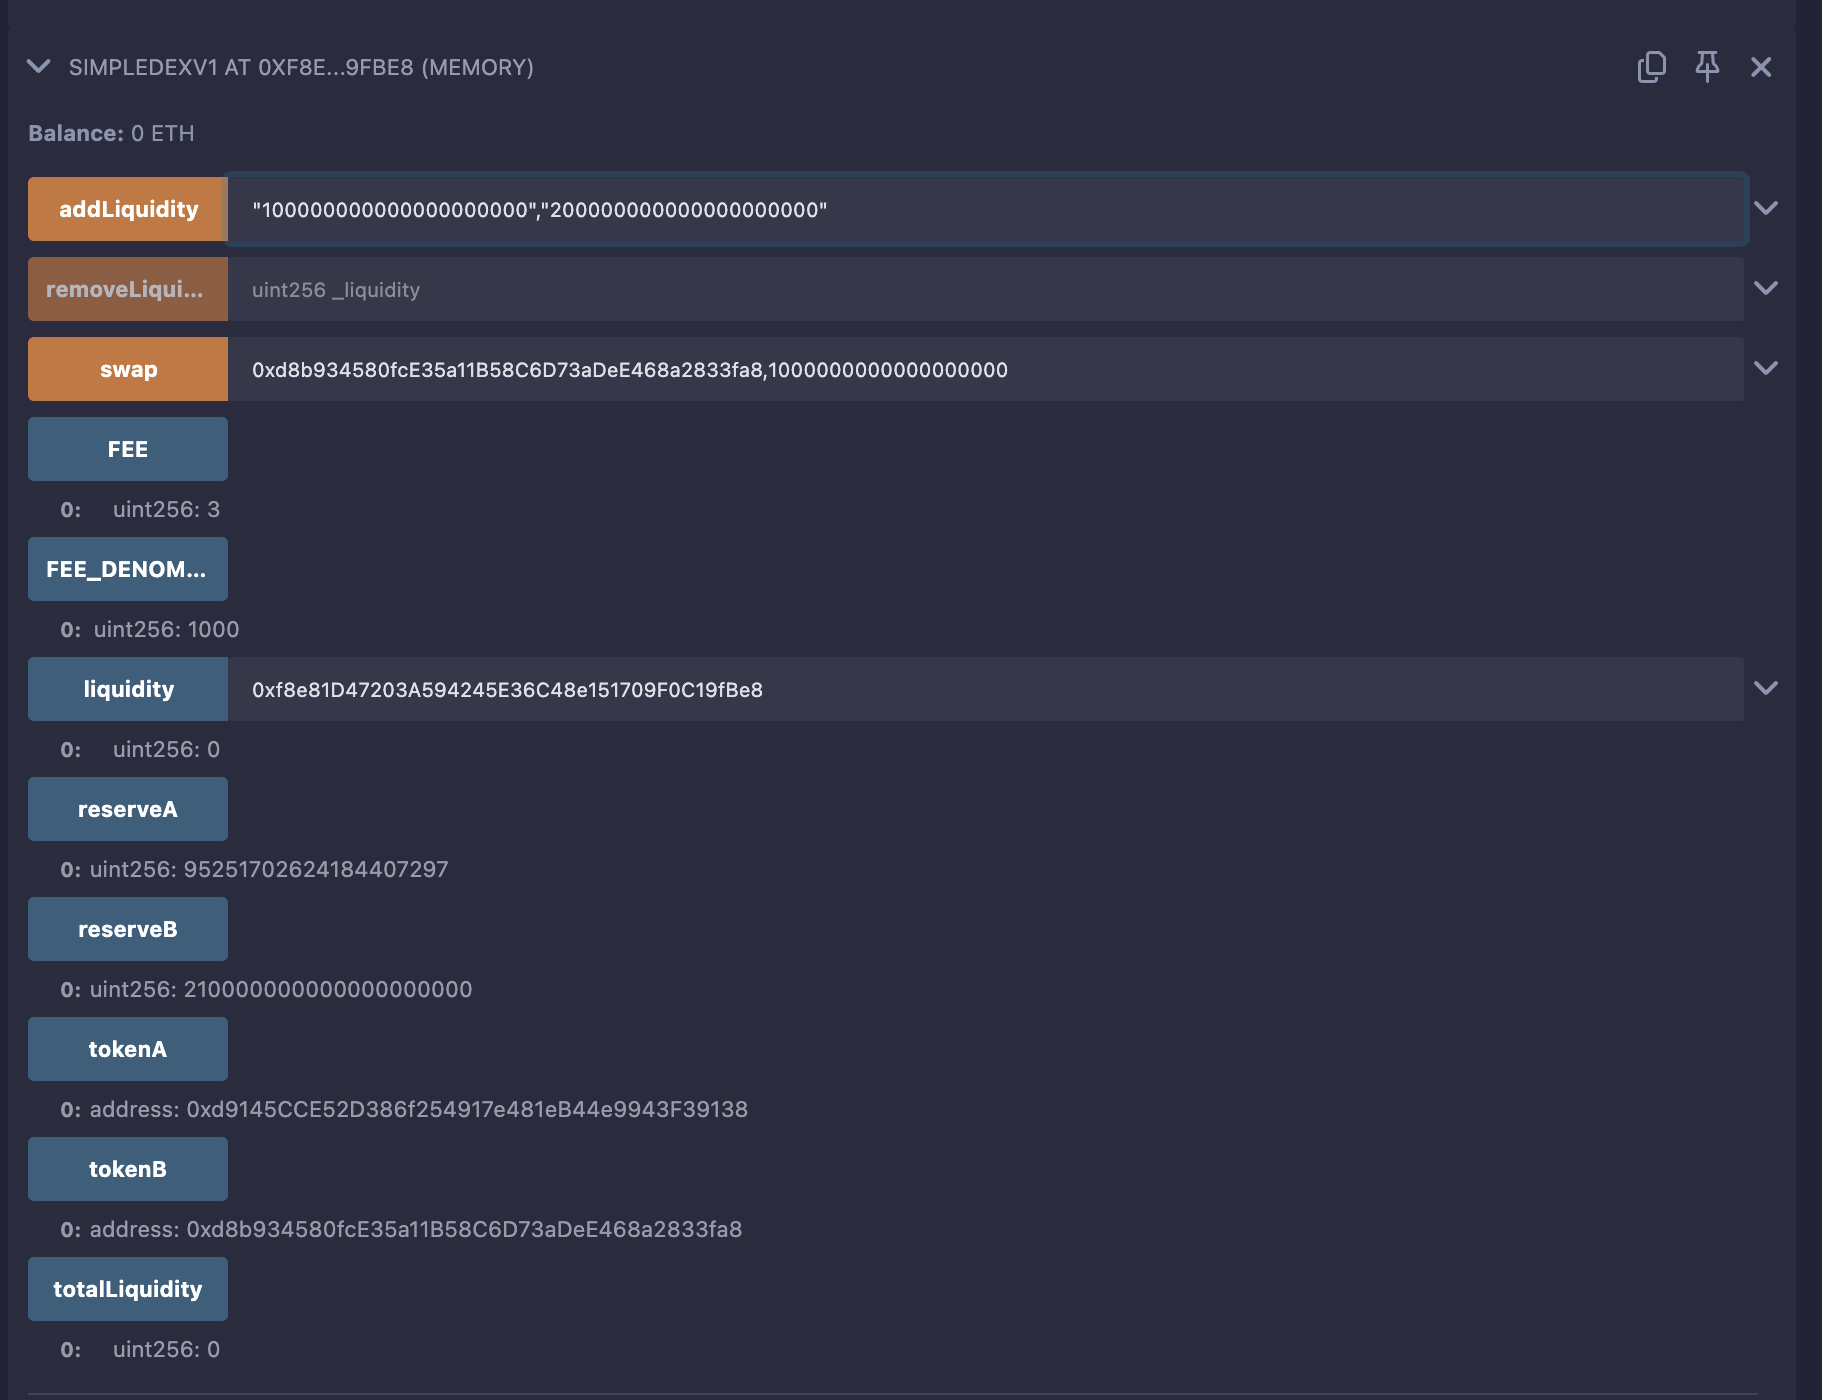 SIMPLEDEXV1 AT 0XF8E...9FBE8 (MEMORY)
Balance: 0 ETH
addLiquidity "100000000000000000000","200000000000000000000"
removeLiqui... uint256 _liquidity
swap 0xd8b934580fcE35a11B58C6D73aDeE468a2833fa8,1000000000000000000
FEE
0: uint256: 3
FEE_DENOM...
0: uint256: 1000
liquidity 0xf8e81D47203A594245E36C48e151709F0C19fBe8
0: uint256: 0
reserveA
0: uint256: 95251702624184407297
reserveB
0: uint256: 210000000000000000000
tokenA
0: address: 0xd9145CCE52D386f254917e481eB44e9943F39138
tokenB
0: address: 0xd8b934580fcE35a11B58C6D73aDeE468a2833fa8
totalLiquidity
0: uint256: 0